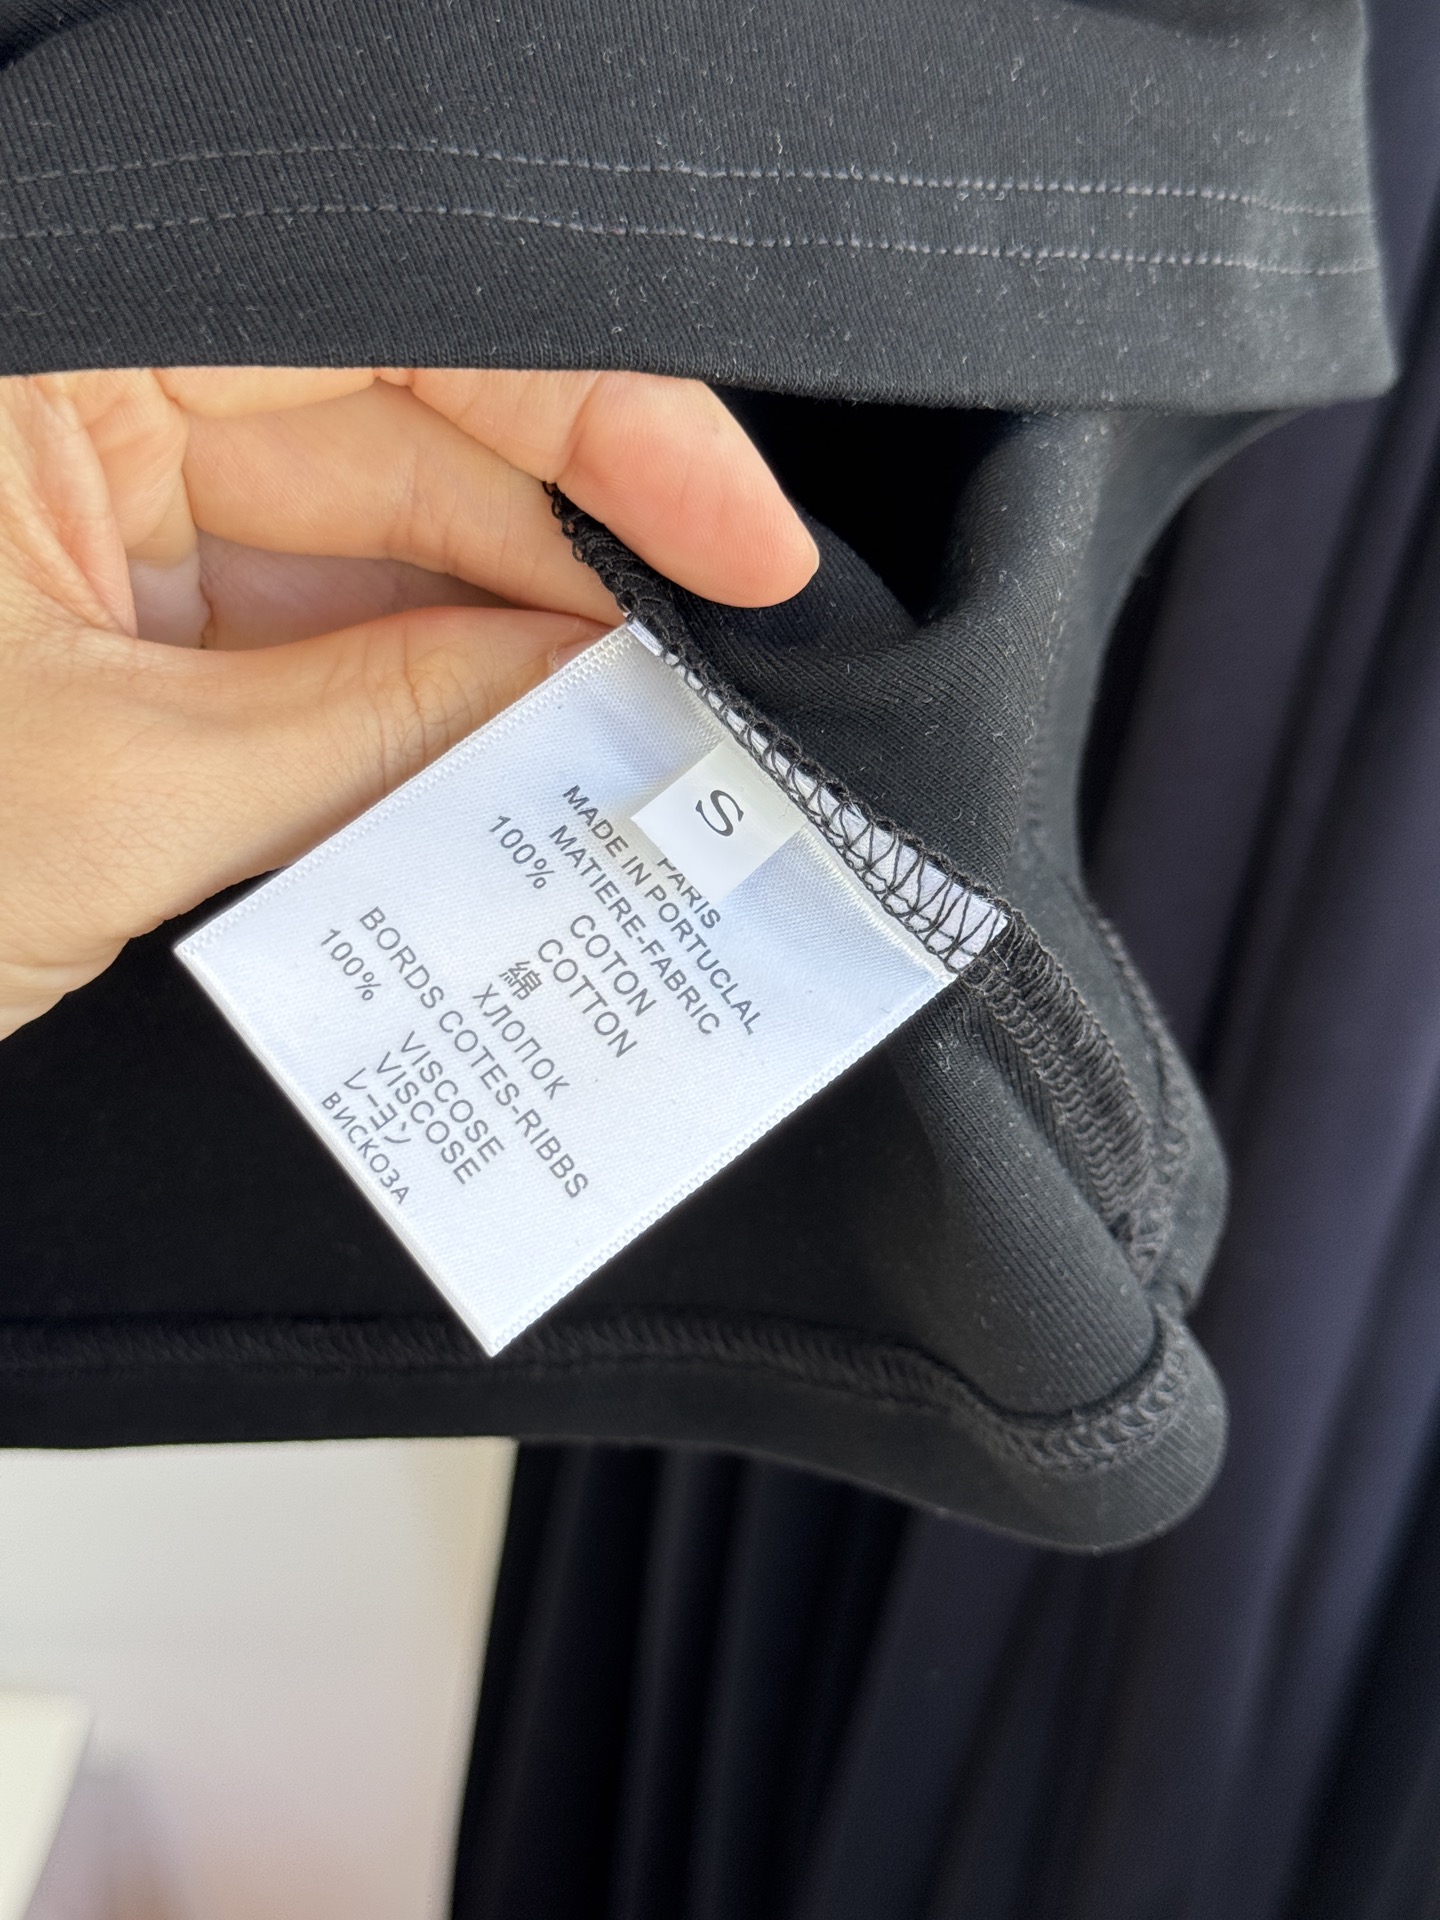 S
PARIS
MADE IN PORTUCLAL
MATIERE-FABRIC
100% COTON
COTTON
綿
ХЛОПОК
BORDS COTES-RIBBS
100% VISCOSE
VISCOSE
レーヨン
ВИСКОЗА